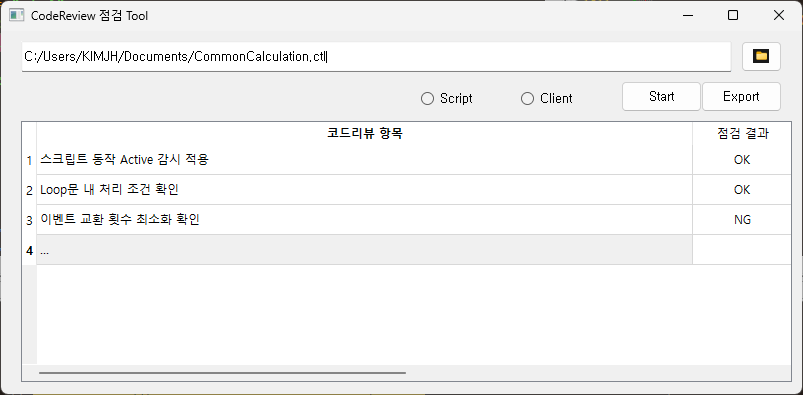 CodeReview 점검 Tool
C:/Users/KIMJH/Documents/CommonCalculation.ctl
Script Client Start Export
코드리뷰 항목 점검 결과
1 스크립트 동작 Active 감시 적용 OK
2 Loop문 내 처리 조건 확인 OK
3 이벤트 교환 횟수 최소화 확인 NG
4 ...